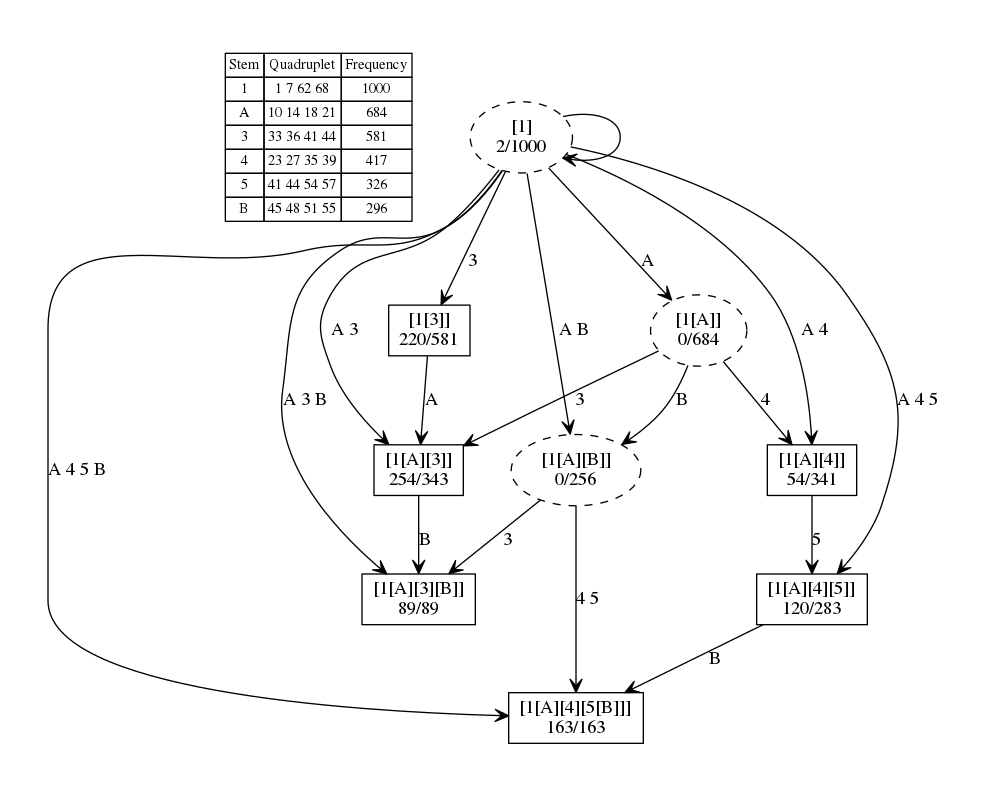 Stem Quadruplet Frequency
1 1 7 62 68 1000
A 10 14 18 21 684
3 33 36 41 44 581
4 23 27 35 39 417
5 41 44 54 57 326
B 45 48 51 55 296
[1]
2/1000
3
A
[1[3]]
220/581
[1[A]]
0/684
A 3
A B
A 4
A 3 B
A
3
B
4
A 4 5
A 4 5 B
[1[A][3]]
254/343
[1[A][B]]
0/256
[1[A][4]]
54/341
B
3
5
[1[A][3][B]]
89/89
4 5
[1[A][4][5]]
120/283
B
[1[A][4][5[B]]]
163/163